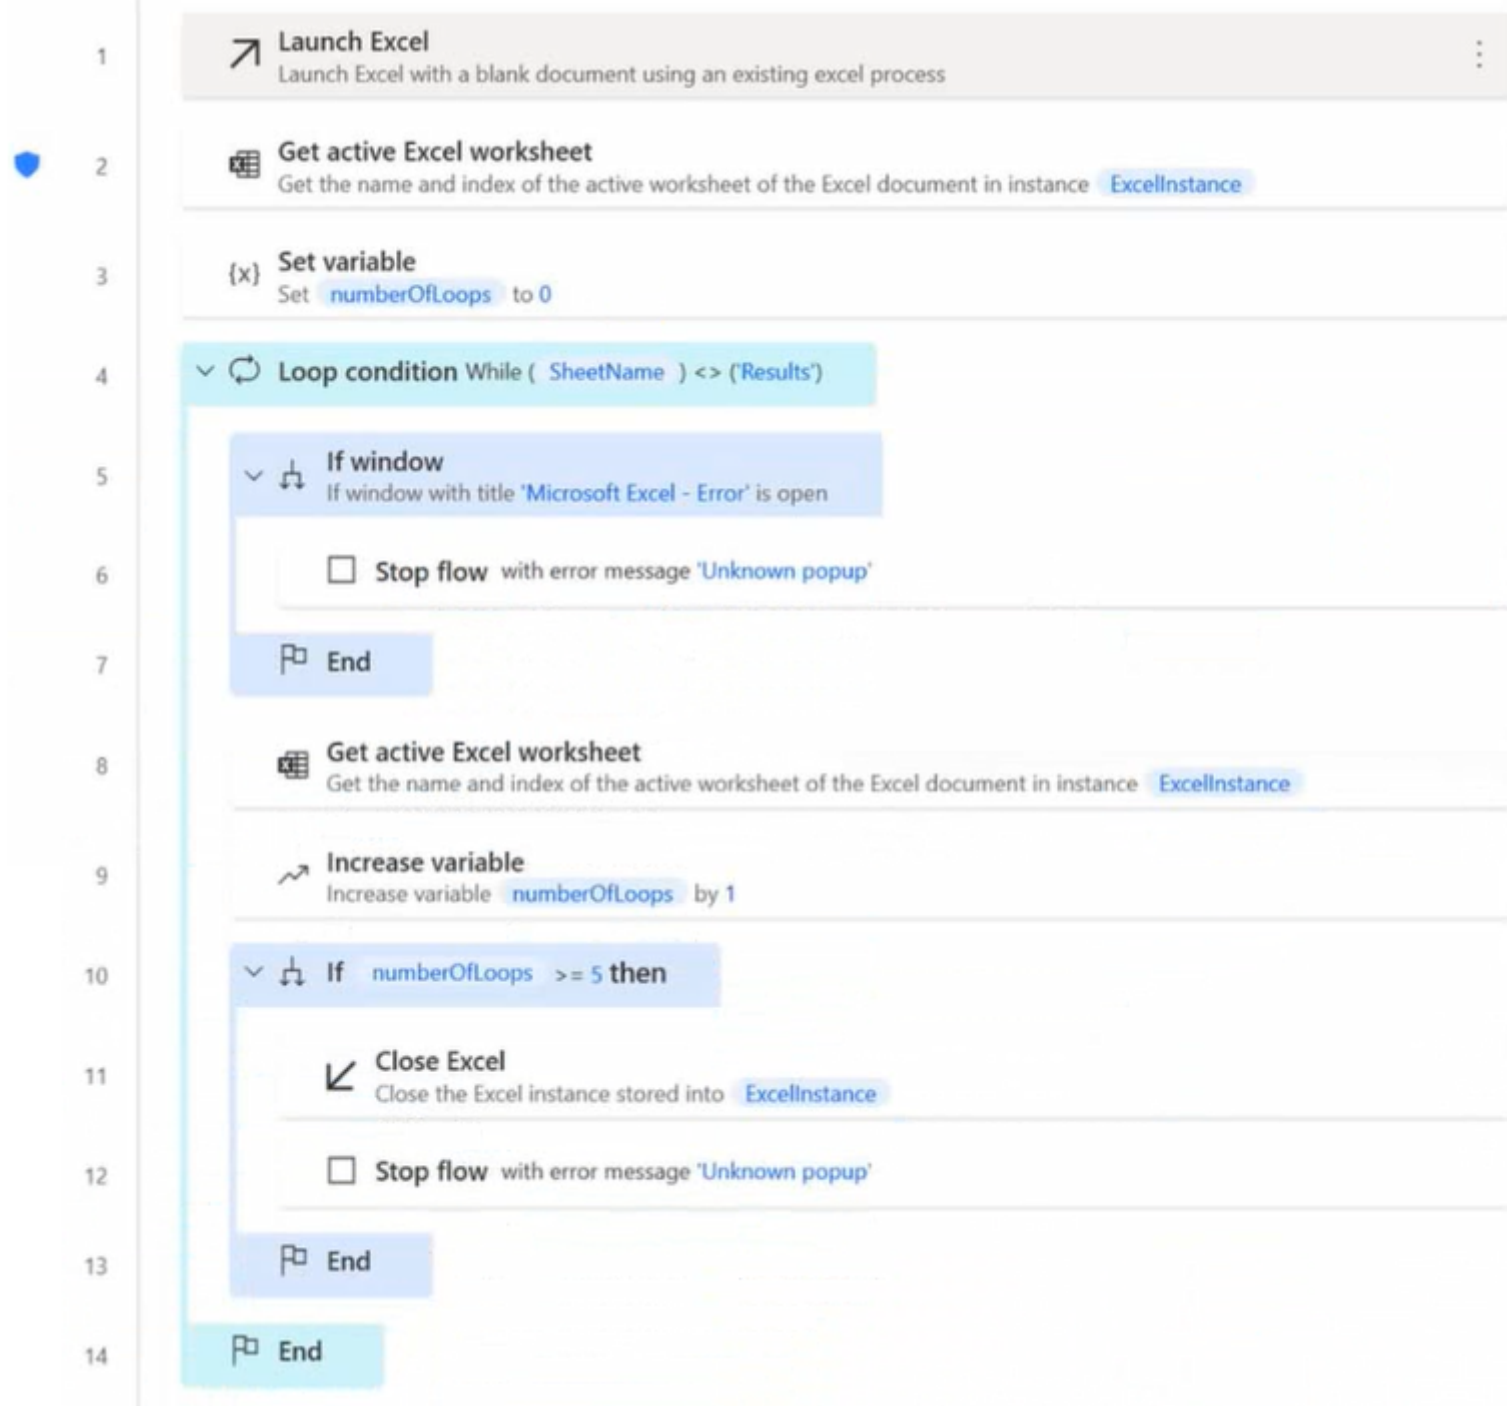 1
Launch Excel
Launch Excel with a blank document using an existing excel process
2
Get active Excel worksheet
Get the name and index of the active worksheet of the Excel document in instance ExcelInstance
3
{x}
Set variable
Set numberOfLoops to 0
4
Loop condition While ( SheetName ) <> ('Results')
5
If window
If window with title 'Microsoft Excel - Error' is open
6
Stop flow with error message 'Unknown popup'
7
End
8
Get active Excel worksheet
Get the name and index of the active worksheet of the Excel document in instance ExcelInstance
9
Increase variable
Increase variable numberOfLoops by 1
10
If numberOfLoops >= 5 then
11
Close Excel
Close the Excel instance stored into ExcelInstance
12
Stop flow with error message 'Unknown popup'
13
End
14
End